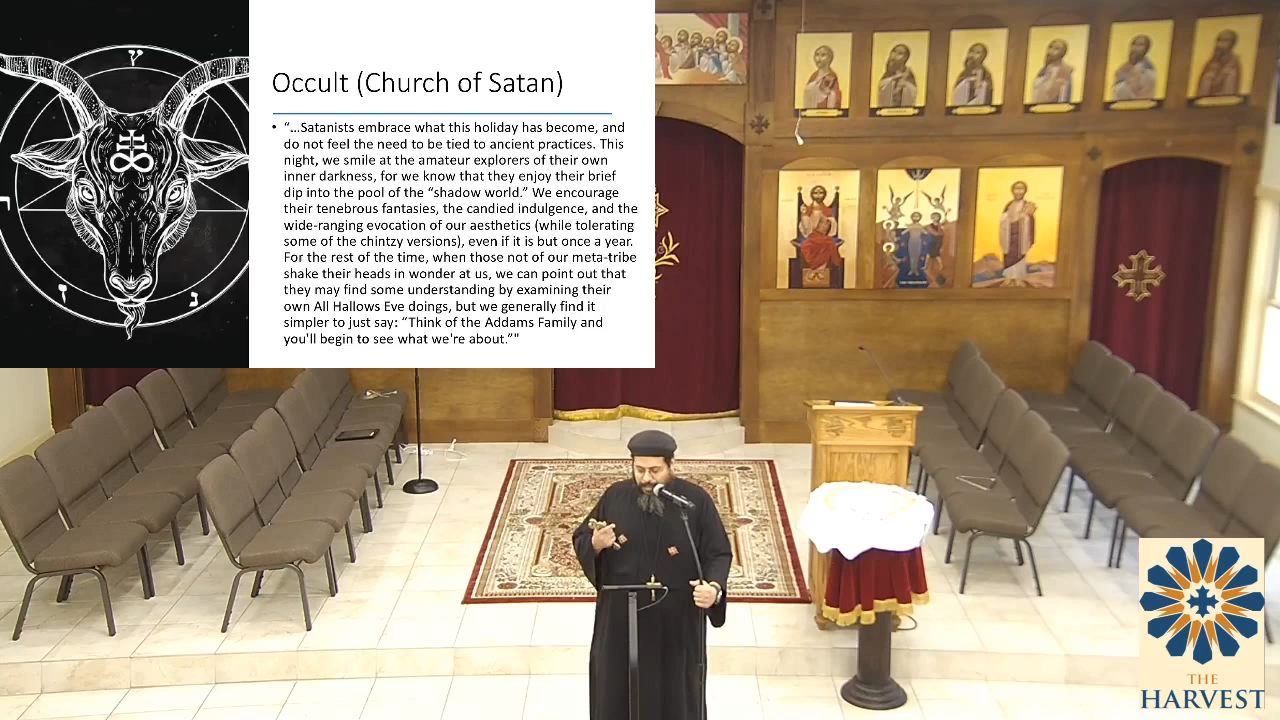 Occult (Church of Satan)
• “...Satanists embrace what this holiday has become, and
do not feel the need to be tied to ancient practices. This
night, we smile at the amateur explorers of their own
inner darkness, for we know that they enjoy their brief
dip into the pool of the “shadow world.” We encourage
their tenebrous fantasies, the candied indulgence, and the
wide-ranging evocation of our aesthetics (while tolerating
some of the chintzy versions), even if it is but once a year.
For the rest of the time, when those not of our meta-tribe
shake their heads in wonder at us, we can point out that
they may find some understanding by examining their
own All Hallows Eve doings, but we generally find it
simpler to just say: “Think of the Addams Family and
you'll begin to see what we're about.”"
THE
HARVEST